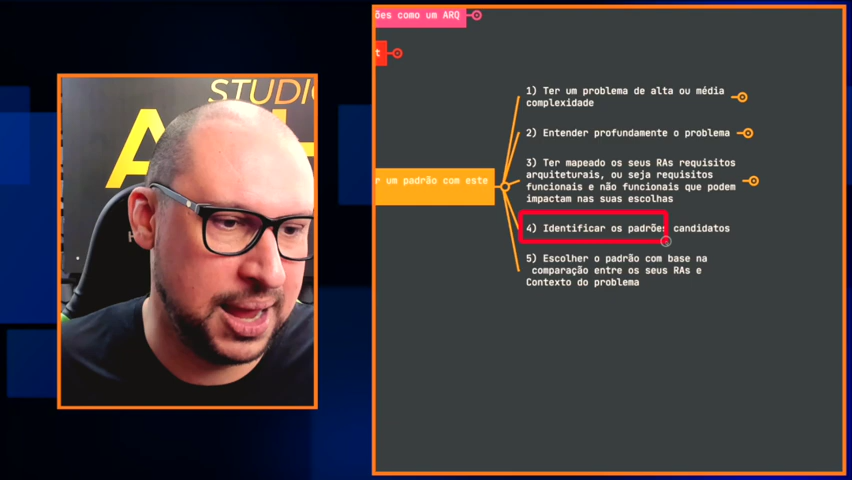 STUDIO
ões como um ARQ
t
1) Ter um problema de alta ou média
complexidade
2) Entender profundamente o problema
3) Ter mapeado os seus RAs requisitos
arquiteturais, ou seja requisitos
funcionais e não funcionais que podem
impactam nas suas escolhas
r um padrão com este
4) Identificar os padrões candidatos
5) Escolher o padrão com base na
comparação entre os seus RAs e
Contexto do problema